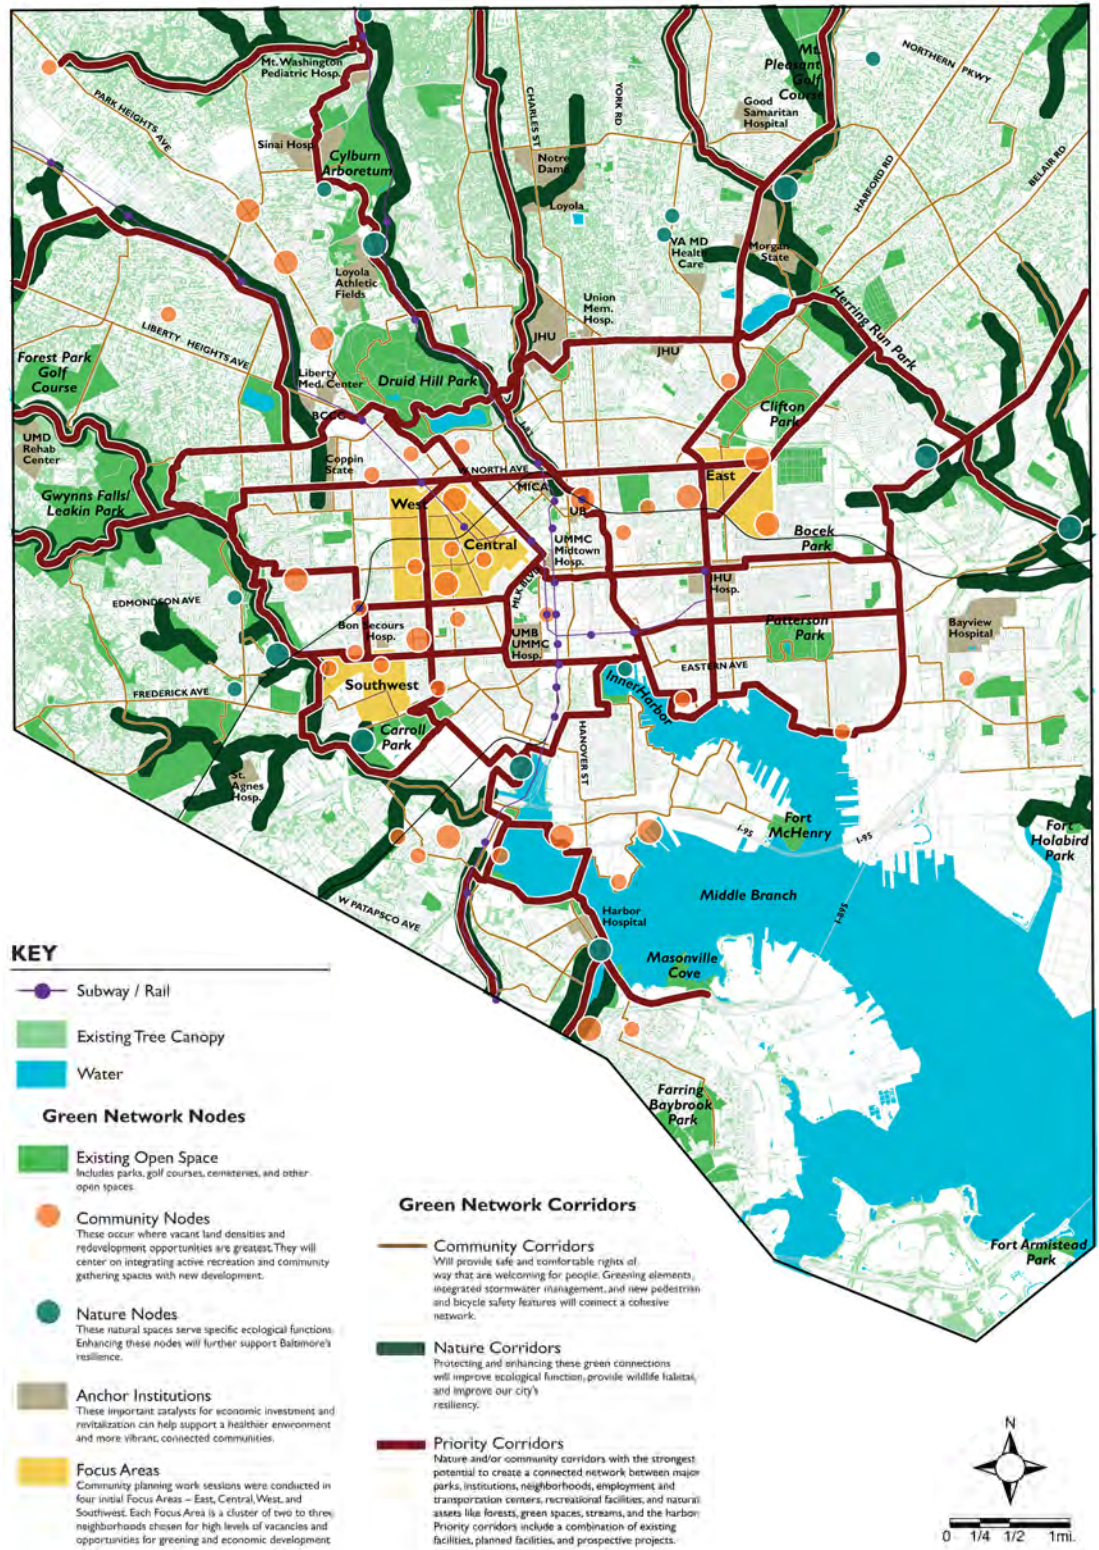 Mt. Washington
Pediatric Hosp.
PARK HEIGHTS AVE
Sinai Hosp.
Cylburn
Arboretum
CHARLES ST
YORK RD
Notre
Dame
Loyola
Mt.
Pleasant
Golf
Course
Good
Samaritan
Hospital
NORTHERN PKWY
HARFORD RD
BELAIR RD
VA MD
Health
Care
Morgan
State
Loyola
Athletic
Fields
Union
Mem.
Hosp.
Herring Run Park
LIBERTY HEIGHTS AVE
JHU
JHU
Forest Park
Golf
Course
Liberty
Med. Center
Druid Hill Park
BCCC
I-83
Clifton
Park
UMD
Rehab
Center
Coppin
State
W NORTH AVE
MICA
East
Gwynns Falls/
Leakin Park
West
UB
Central
UMMC
Midtown
Hosp.
Bocek
Park
MLK BLVD
JHU
Hosp.
EDMONDSON AVE
Bon Secours
Hosp.
UMB
UMMC
Hosp.
Patterson
Park
Bayview
Hospital
EASTERN AVE
FREDERICK AVE
Southwest
Inner Harbor
Carroll
Park
HANOVER ST
St.
Agnes
Hosp.
I-95
Fort
McHenry
I-95
Fort
Holabird
Park
Middle Branch
W PATAPSCO AVE
Harbor
Hospital
I-895
Masonville
Cove
Farring
Baybrook
Park
Fort Armistead
Park
KEY
Subway / Rail
Existing Tree Canopy
Water
Green Network Nodes
Existing Open Space
Includes parks, golf courses, cemeteries, and other
open spaces.
Community Nodes
These occur where vacant land densities and
redevelopment opportunities are greatest. They will
center on integrating active recreation and community
gathering spaces with new development.
Nature Nodes
These natural spaces serve specific ecological functions.
Enhancing these nodes will further support Baltimore's
resilience.
Anchor Institutions
These important catalysts for economic investment and
revitalization can help support a healthier environment
and more vibrant, connected communities.
Focus Areas
Community planning work sessions were conducted in
four initial Focus Areas – East, Central, West, and
Southwest. Each Focus Area is a cluster of two to three
neighborhoods chosen for high levels of vacancies and
opportunities for greening and economic development
Green Network Corridors
Community Corridors
Will provide safe and comfortable rights of
way that are welcoming for people. Greening elements,
integrated stormwater management, and new pedestrian
and bicycle safety features will connect a cohesive
network.
Nature Corridors
Protecting and enhancing these green connections
will improve ecological function, provide wildlife habitat,
and improve our city's
resiliency.
Priority Corridors
Nature and/or community corridors with the strongest
potential to create a connected network between major
parks, institutions, neighborhoods, employment and
transportation centers, recreational facilities, and natural
assets like forests, green spaces, streams, and the harbor.
Priority corridors include a combination of existing
facilities, planned facilities, and prospective projects.
N
0 1/4 1/2 1mi.